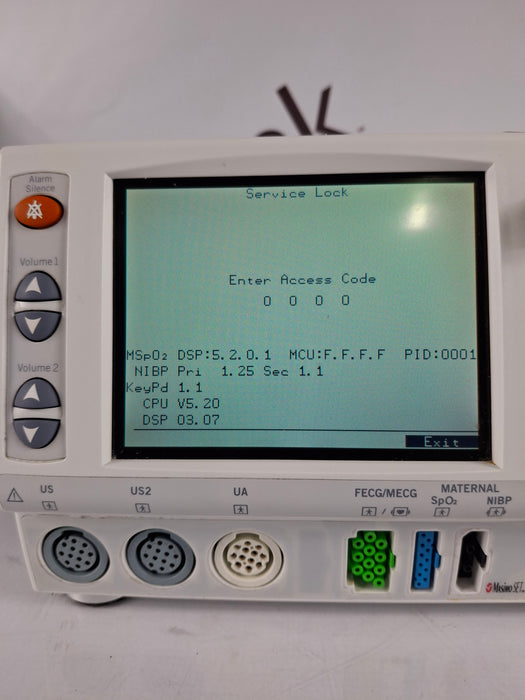 Alarm
Silence
Service Lock
Volume 1
Enter Access Code
0 0 0 0
MSpO₂ DSP:5.2.0.1 MCU:F.F.F.F PID:0001
NIBP Pri 1.25 Sec 1.1
Volume 2
KeyPd 1.1
CPU V5.20
DSP 03.07
Exit
US
US2
UA
FECG/MECG
MATERNAL
SpO₂
NIBP
Masimo SET